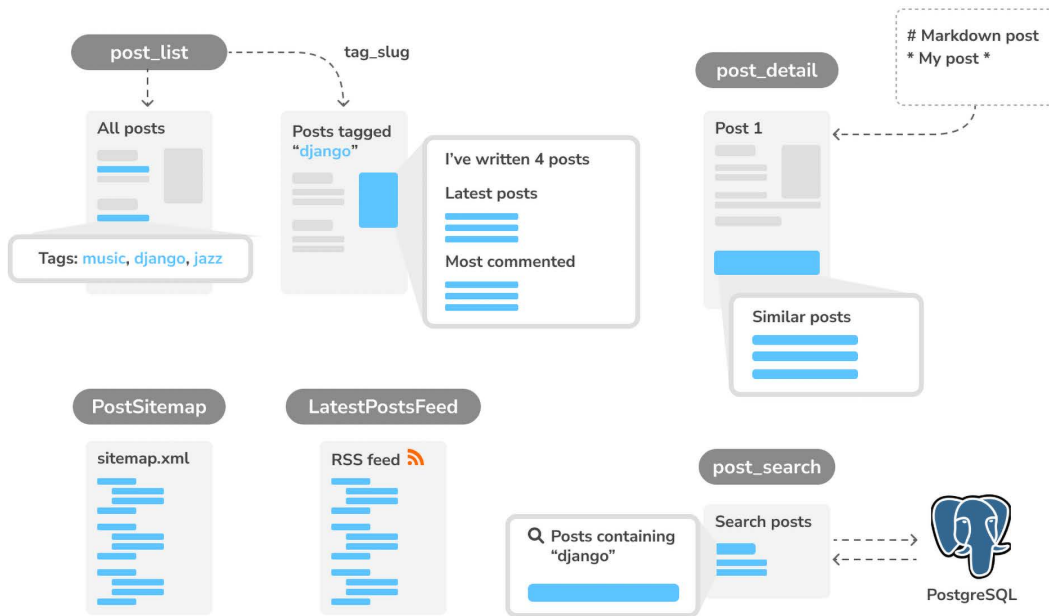 post_list
tag_slug
All posts
Tags: music, django, jazz
Posts tagged
“django”
I’ve written 4 posts
Latest posts
Most commented
post_detail
# Markdown post
* My post *
Post 1
Similar posts
PostSitemap
sitemap.xml
LatestPostsFeed
RSS feed
post_search
Search posts
Posts containing
“django”
PostgreSQL